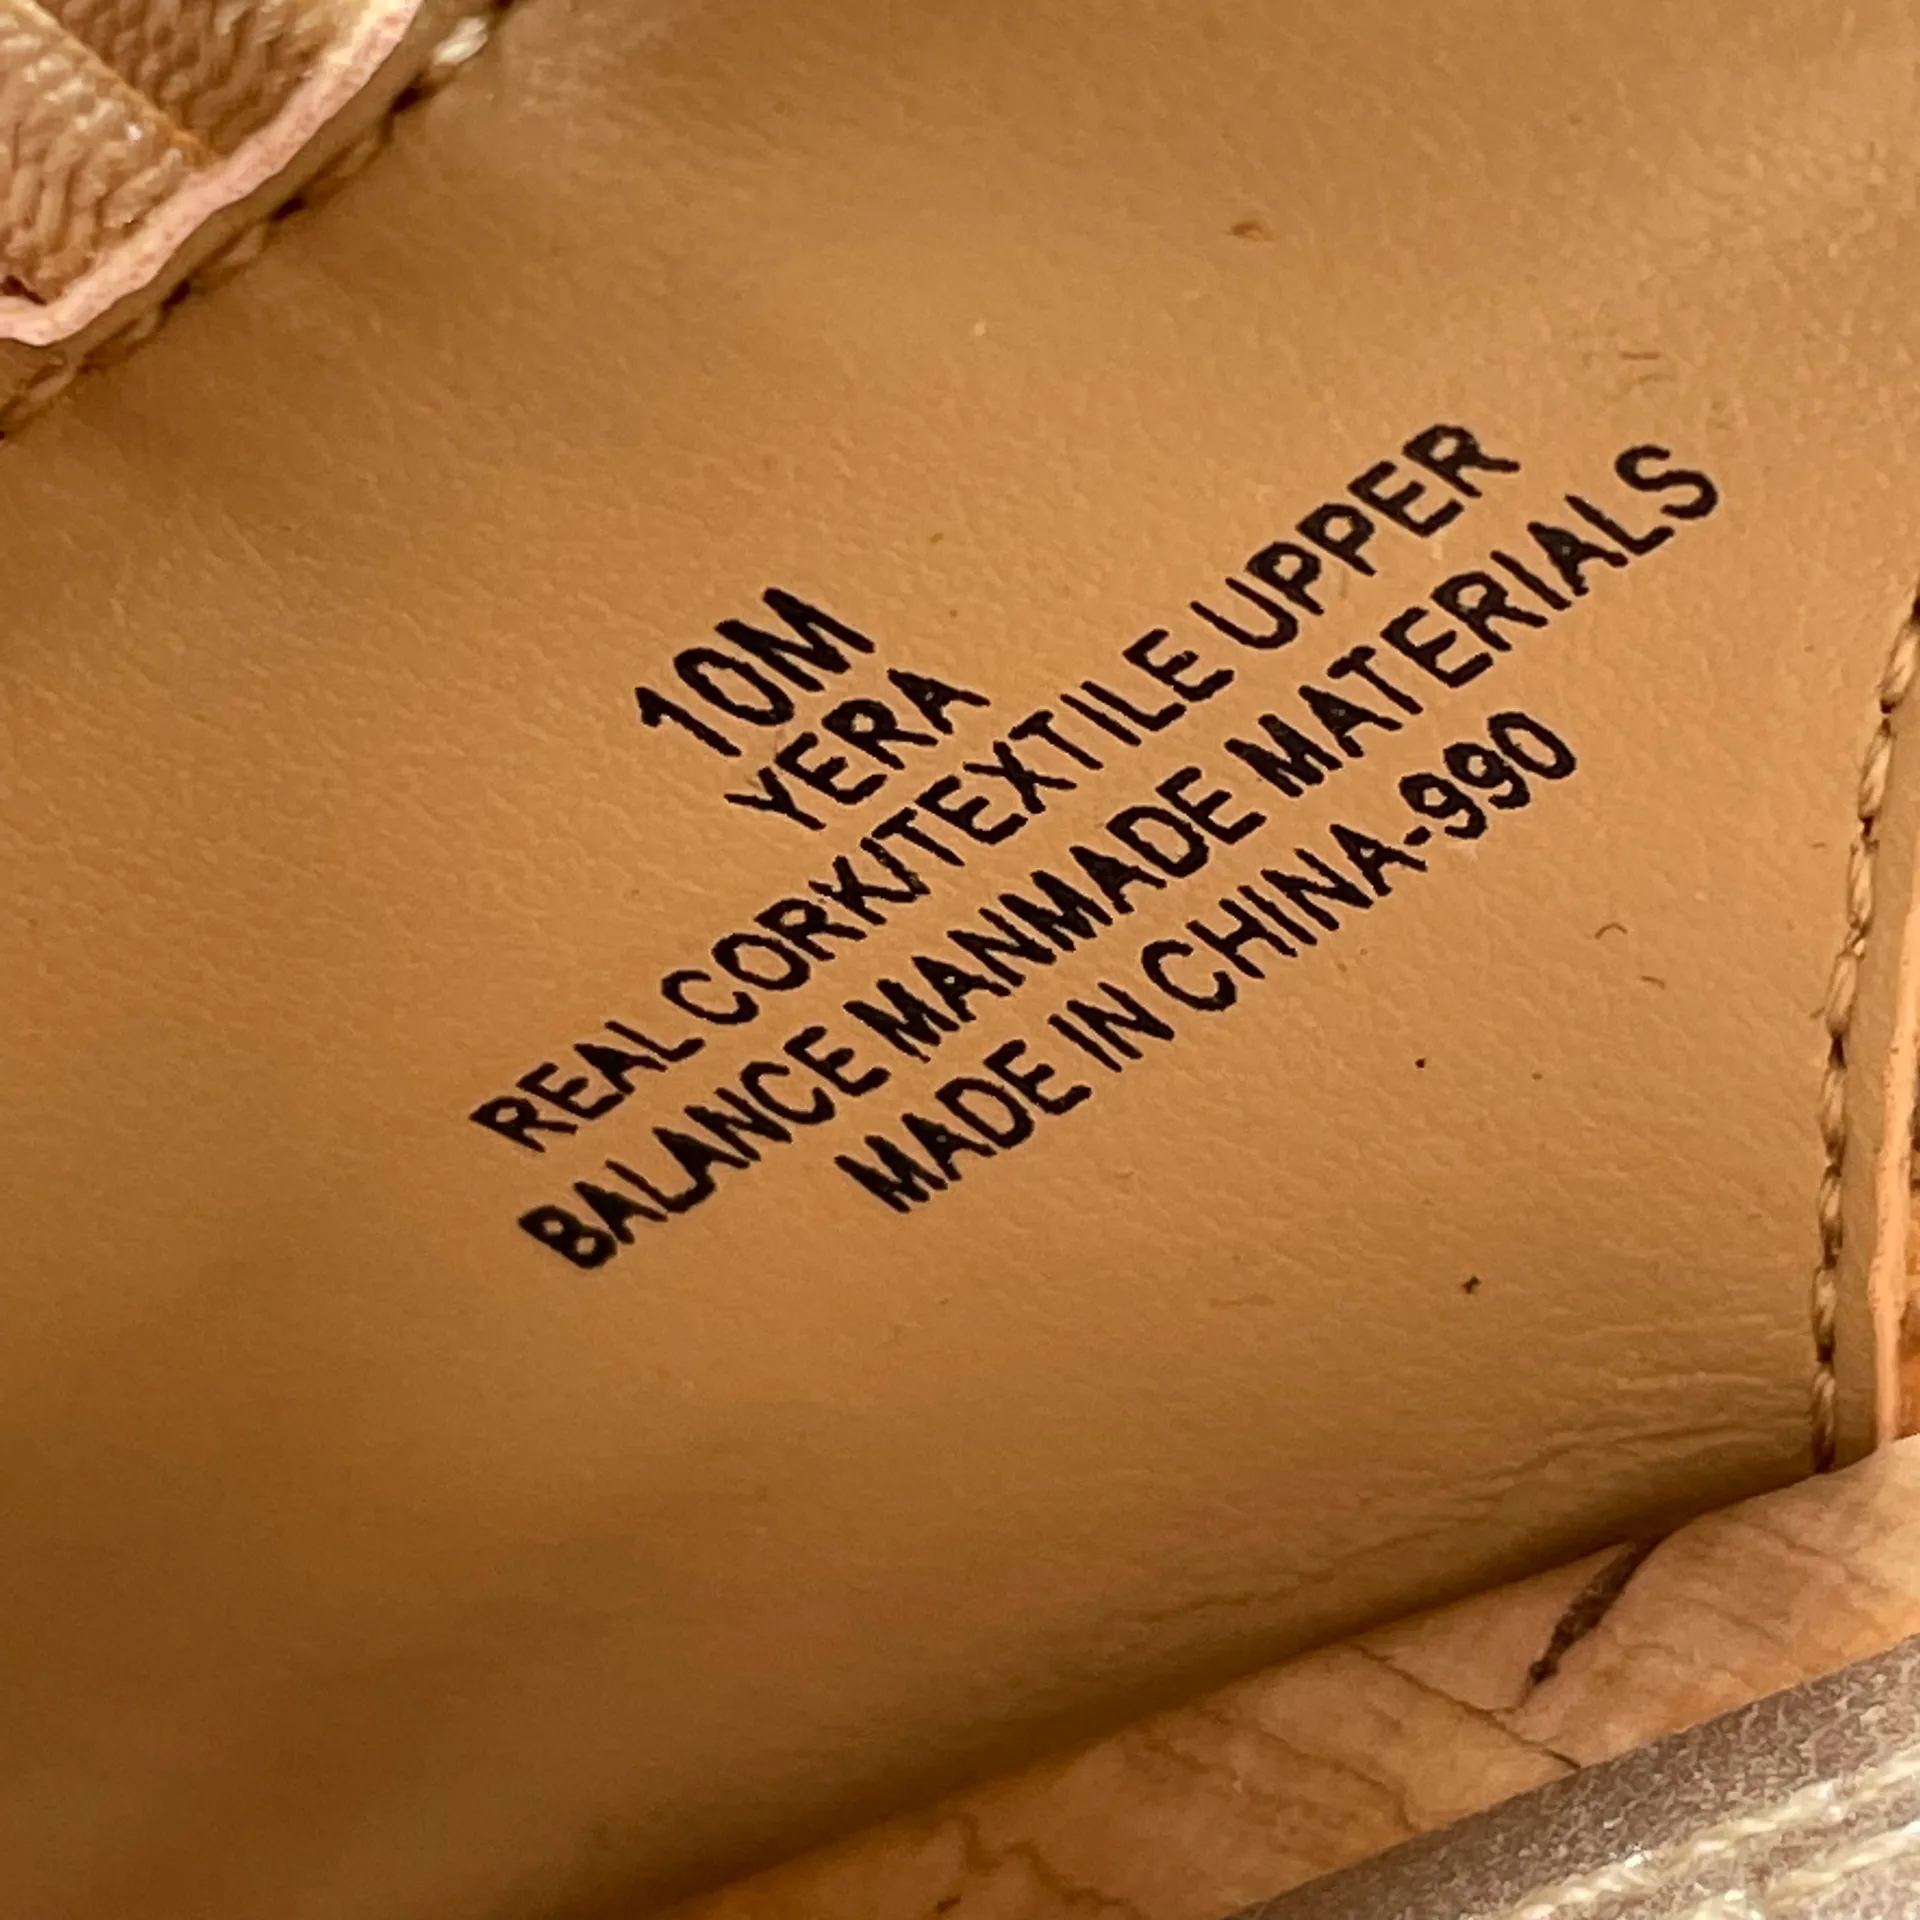 10M
YERA
REAL CORK/TEXTILE UPPER
BALANCE MANMADE MATERIALS
MADE IN CHINA-990